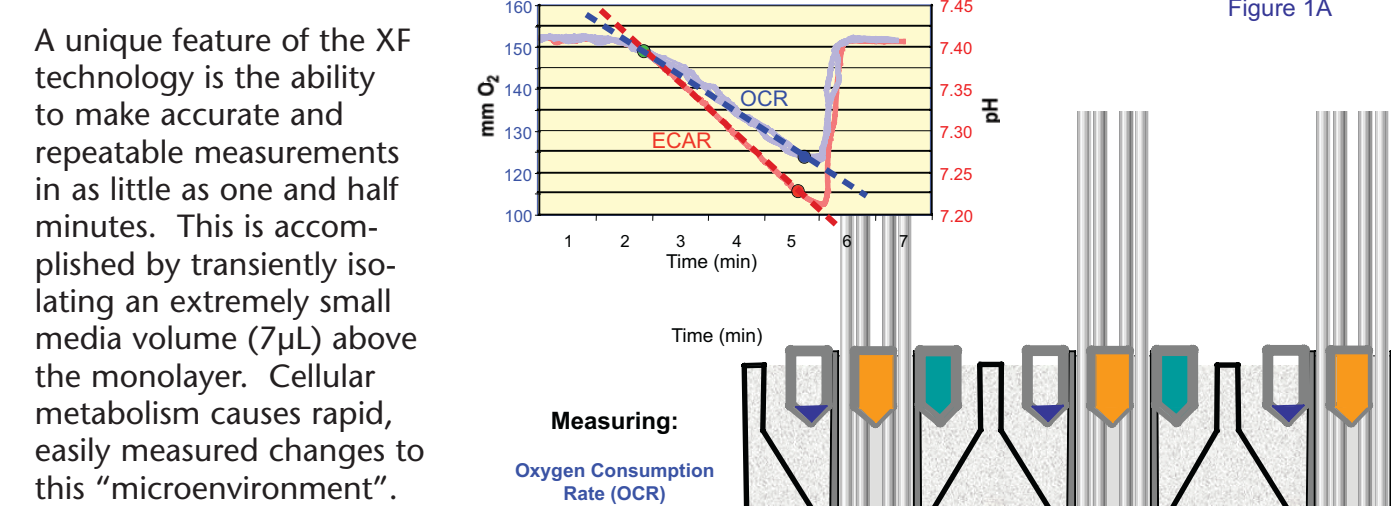 A unique feature of the XF
technology is the ability
to make accurate and
repeatable measurements
in as little as one and half
minutes. This is accom-
plished by transiently iso-
lating an extremely small
media volume (7µL) above
the monolayer. Cellular
metabolism causes rapid,
easily measured changes to
this “microenvironment”.
Figure 1A
mm O2
160
150
140
130
120
100
pH
7.45
7.40
7.35
7.30
7.25
7.20
OCR
ECAR
1 2 3 4 5 6 7
Time (min)
Time (min)
Measuring:
Oxygen Consumption
Rate (OCR)